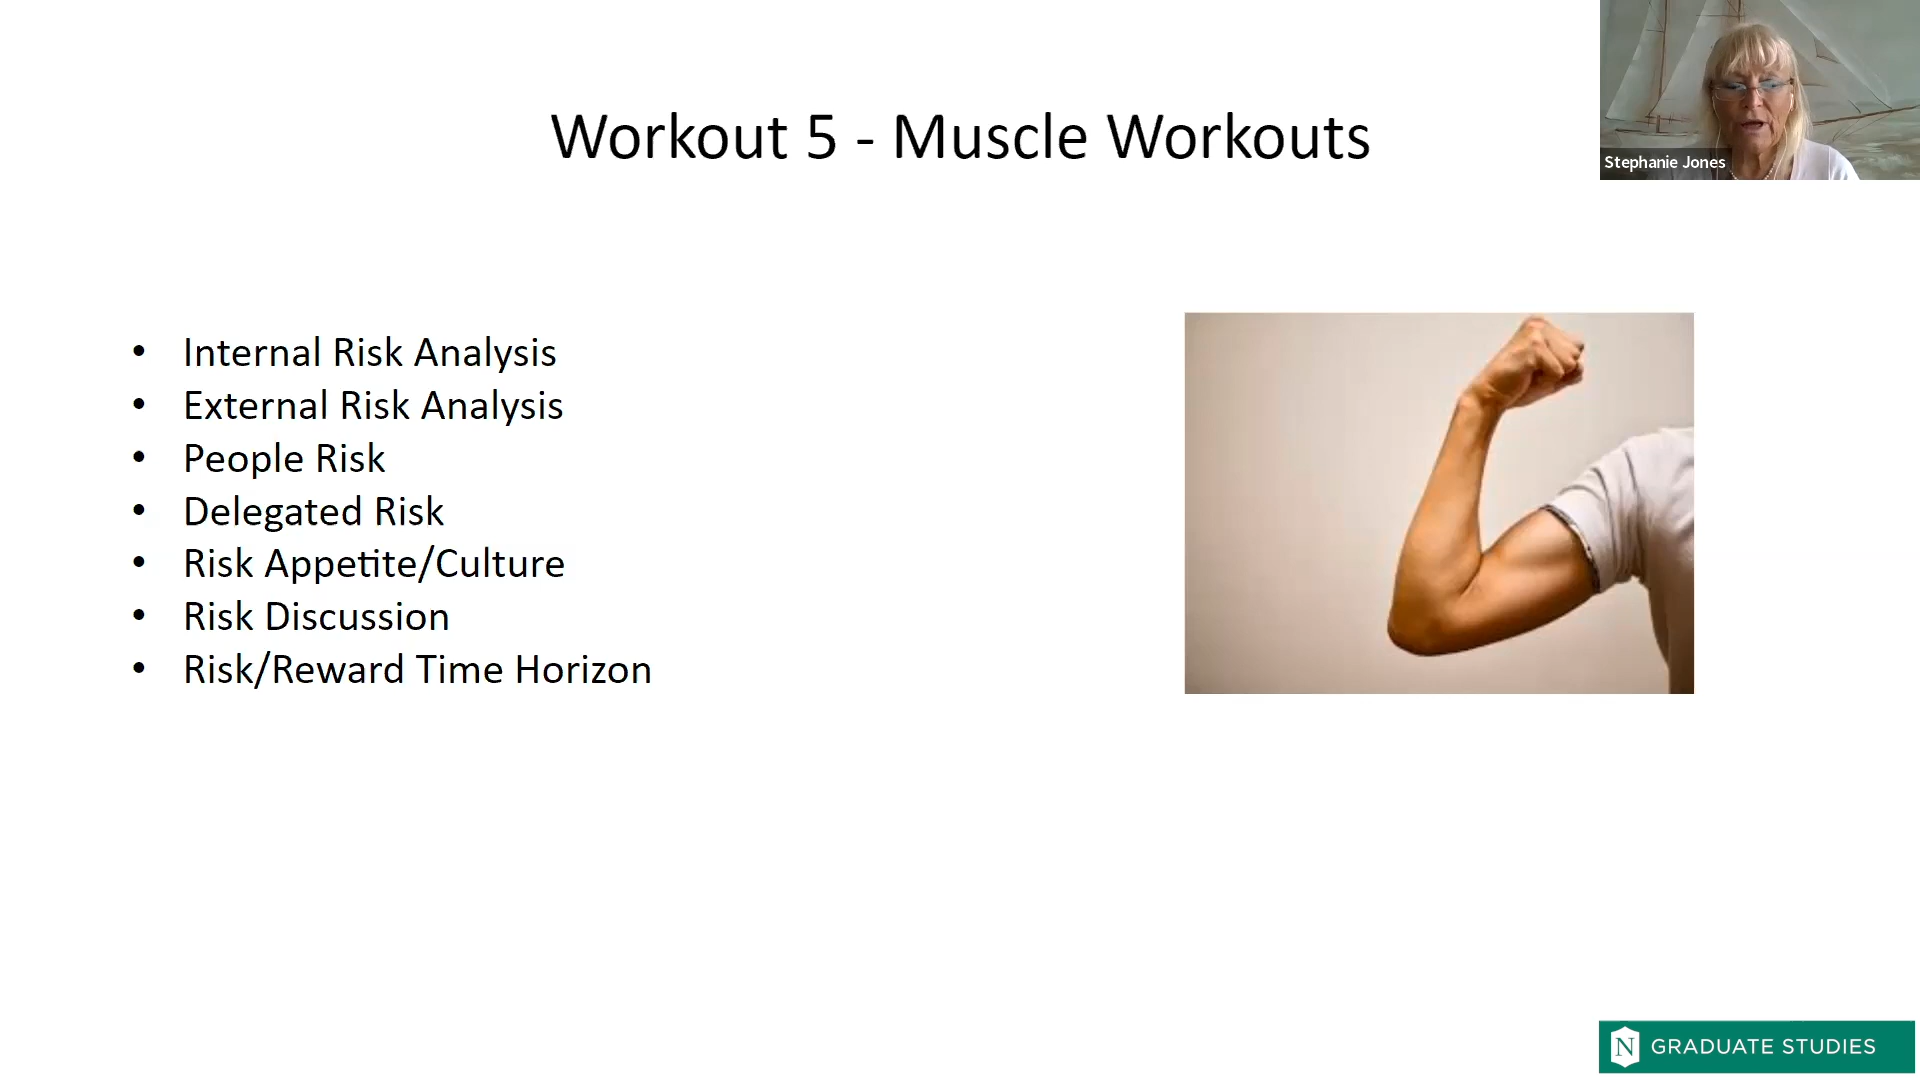 Workout 5 - Muscle Workouts
Stephanie Jones
• Internal Risk Analysis
• External Risk Analysis
• People Risk
• Delegated Risk
• Risk Appetite/Culture
• Risk Discussion
• Risk/Reward Time Horizon
N GRADUATE STUDIES